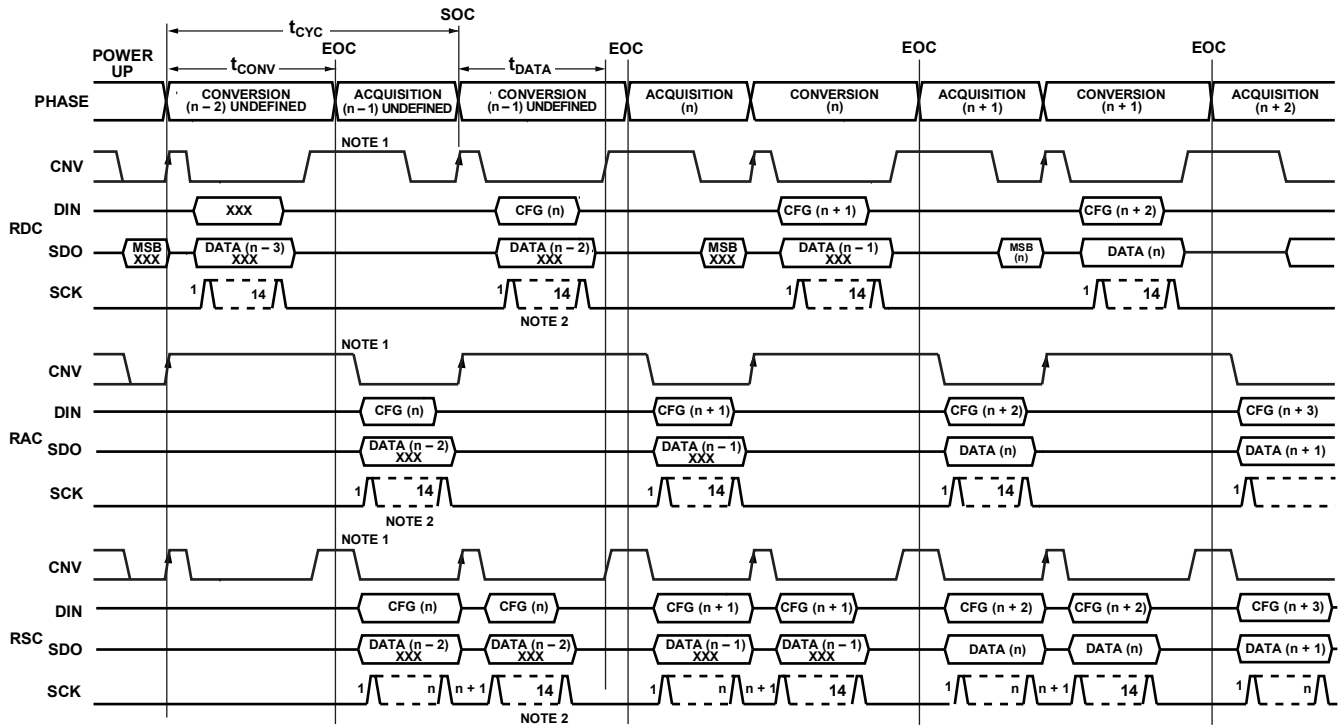 SOC
tCYC
EOC EOC EOC EOC
POWER UP
tCONV tDATA
PHASE
CONVERSION (n – 2) UNDEFINED
ACQUISITION (n – 1) UNDEFINED
CONVERSION (n – 1) UNDEFINED
ACQUISITION (n)
CONVERSION (n)
ACQUISITION (n + 1)
CONVERSION (n + 1)
ACQUISITION (n + 2)
NOTE 1
CNV
RDC
DIN XXX CFG (n) CFG (n + 1) CFG (n + 2)
SDO MSB XXX DATA (n – 3) XXX DATA (n – 2) XXX MSB XXX DATA (n – 1) XXX MSB (n) DATA (n)
SCK 1 14 1 14 1 14 1 14
NOTE 2
NOTE 1
CNV
RAC
DIN CFG (n) CFG (n + 1) CFG (n + 2) CFG (n + 3)
SDO DATA (n – 2) XXX DATA (n – 1) XXX DATA (n) DATA (n + 1)
SCK 1 14 1 14 1 14 1
NOTE 2
NOTE 1
CNV
RSC
DIN CFG (n) CFG (n) CFG (n + 1) CFG (n + 1) CFG (n + 2) CFG (n + 2) CFG (n + 3)
SDO DATA (n – 2) XXX DATA (n – 2) XXX DATA (n – 1) XXX DATA (n – 1) XXX DATA (n) DATA (n) DATA (n + 1)
SCK 1 n n + 1 14 1 n n + 1 14 1 n n + 1 14 1 n
NOTE 2